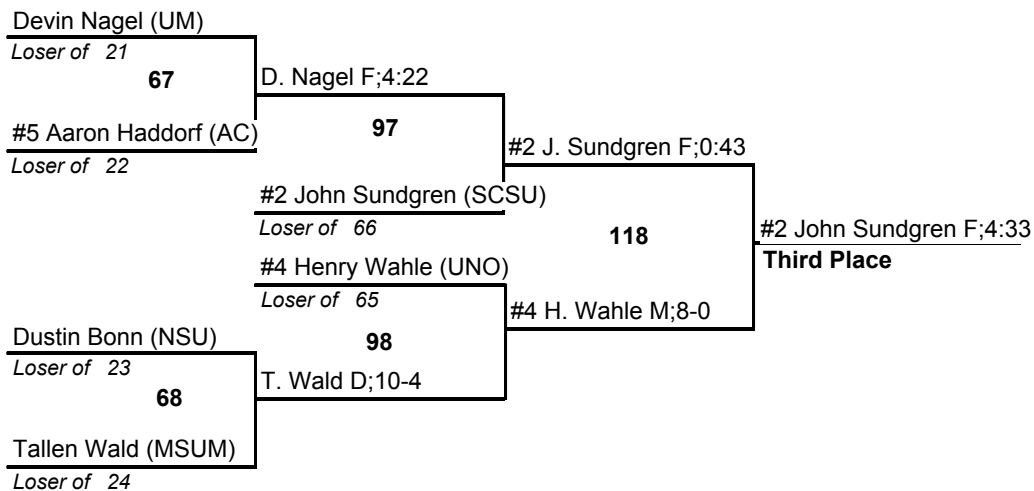 Devin Nagel (UM)
Loser of 21
67
D. Nagel F;4:22
#5 Aaron Haddorf (AC)
Loser of 22
97
#2 J. Sundgren F;0:43
#2 John Sundgren (SCSU)
Loser of 66
118
#2 John Sundgren F;4:33
Third Place
#4 Henry Wahle (UNO)
Loser of 65
#4 H. Wahle M;8-0
Dustin Bonn (NSU)
Loser of 23
98
68
T. Wald D;10-4
Tallen Wald (MSUM)
Loser of 24